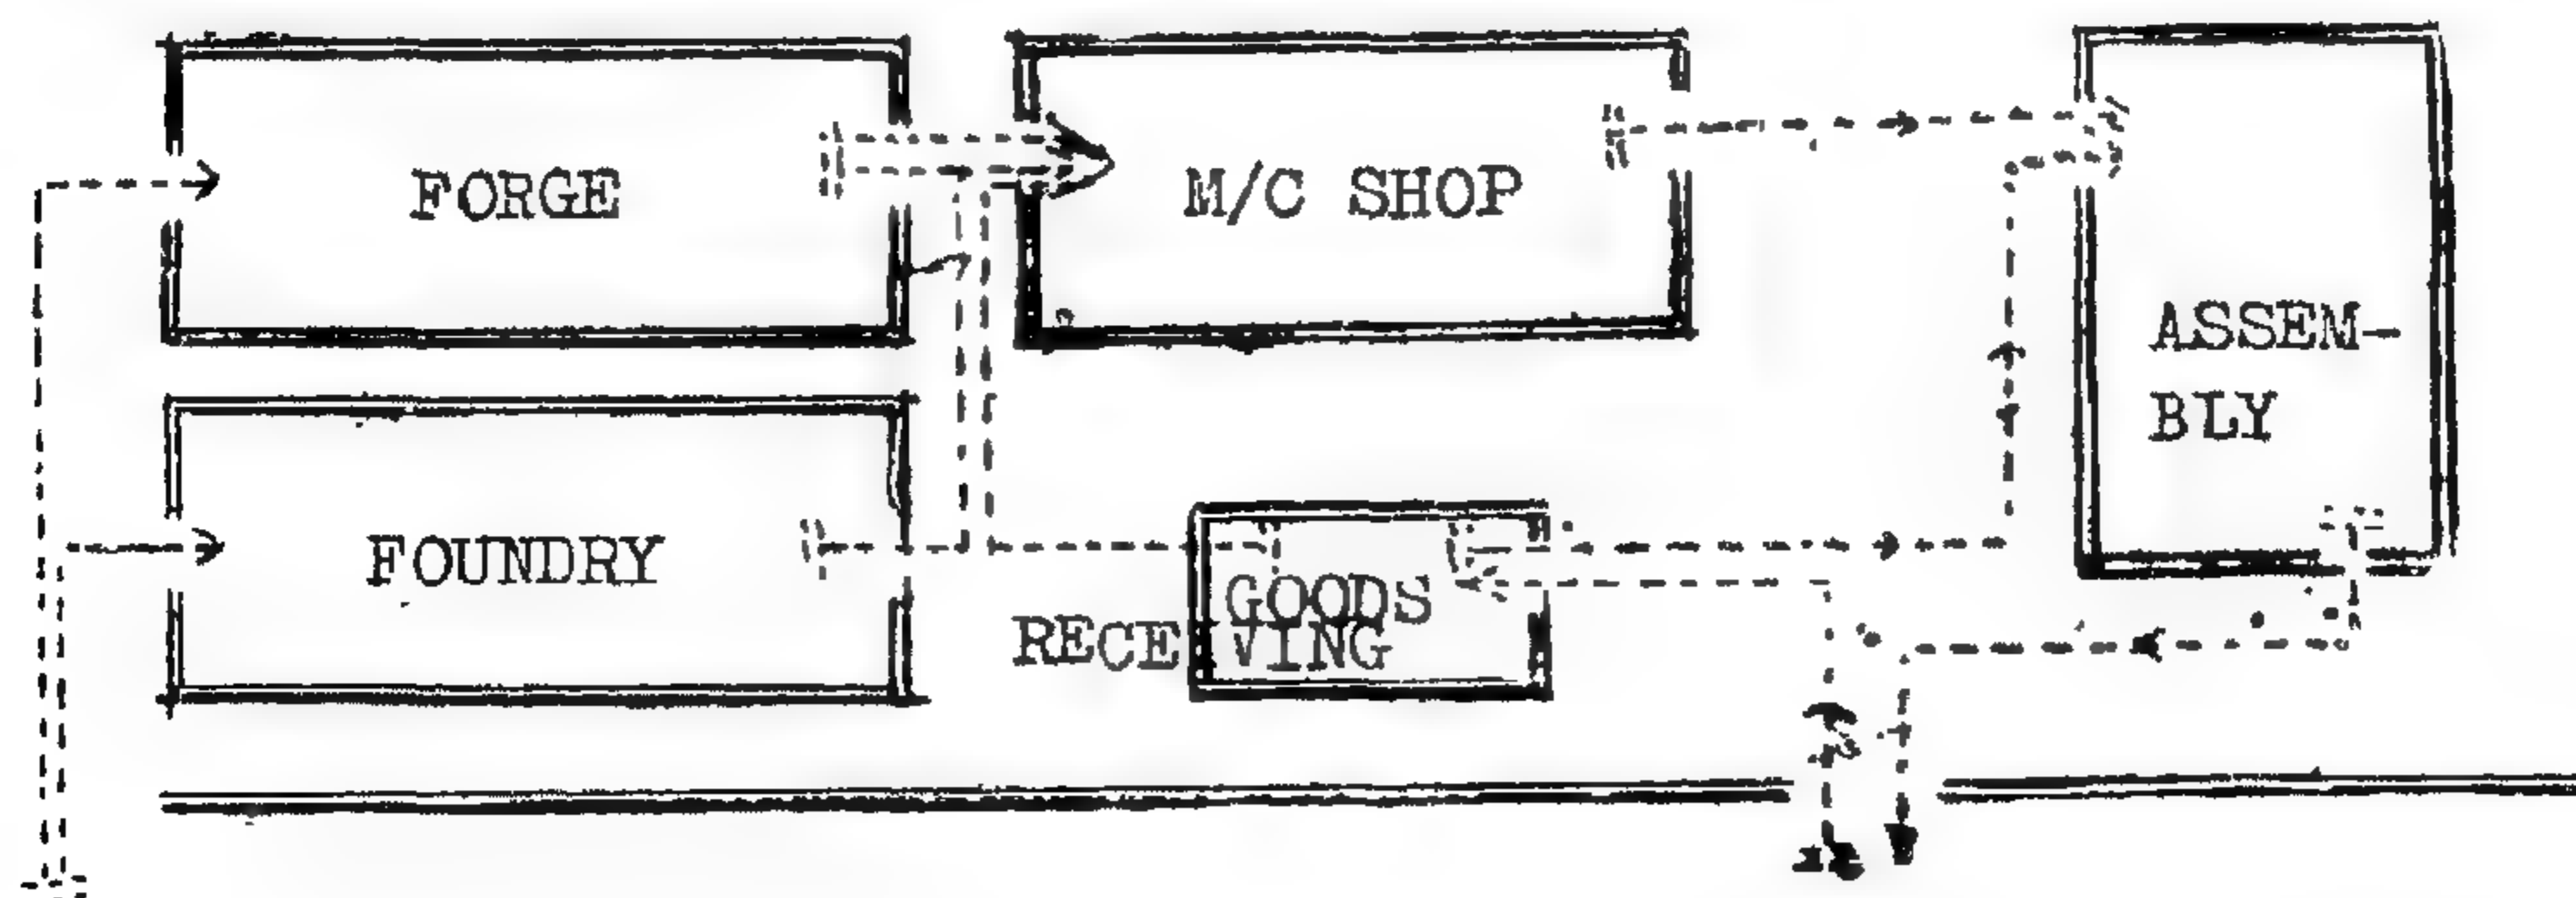 FORGE
M/C SHOP
ASSEM-
BLY
FOUNDRY
GOODS
RECEIVING